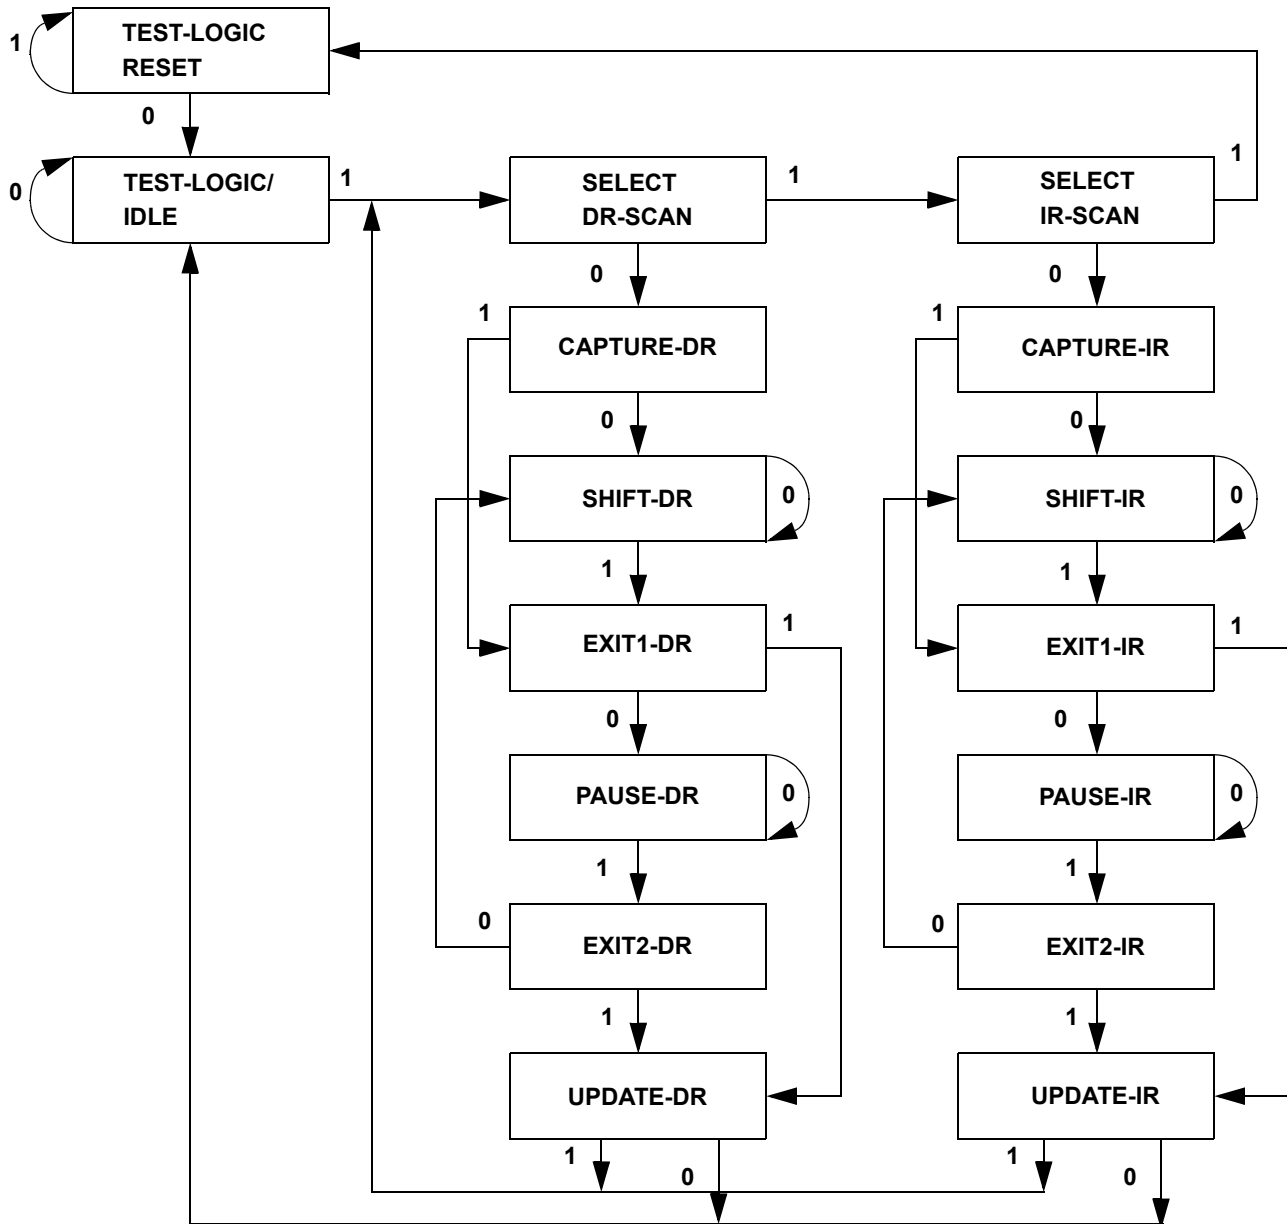 1
TEST-LOGIC
RESET
0
0
TEST-LOGIC/
IDLE
1
SELECT
DR-SCAN
1
SELECT
IR-SCAN
1
0
0
1
CAPTURE-DR
1
CAPTURE-IR
0
0
SHIFT-DR
0
SHIFT-IR
0
1
1
EXIT1-DR
1
EXIT1-IR
1
0
0
PAUSE-DR
0
PAUSE-IR
0
1
1
0
EXIT2-DR
0
EXIT2-IR
1
1
UPDATE-DR
UPDATE-IR
1
0
1
0